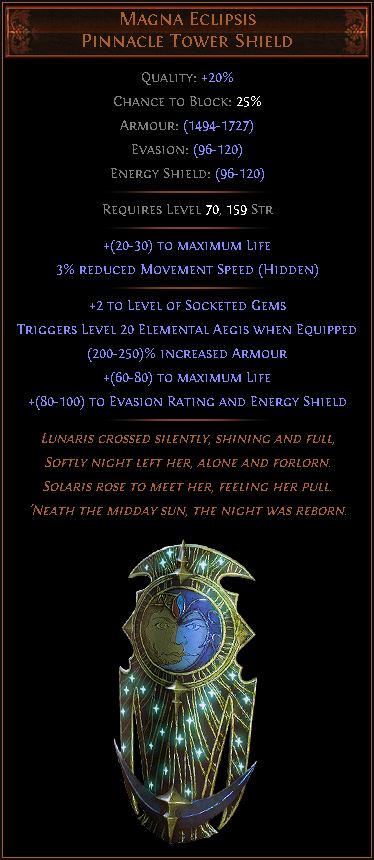 Magna Eclipsis
Pinnacle Tower Shield
Quality: +20%
Chance to Block: 25%
Armour: (1494-1727)
Evasion: (96-120)
Energy Shield: (96-120)
Requires Level 70, 159 Str
+(20-30) to maximum Life
3% reduced Movement Speed (Hidden)
+2 to Level of Socketed Gems
Triggers Level 20 Elemental Aegis when Equipped
(200-250)% increased Armour
+(60-80) to maximum Life
+(80-100) to Evasion Rating and Energy Shield
Lunaris crossed silently, shining and full,
Softly night left her, alone and forlorn.
Solaris rose to meet her, feeling her pull.
'Neath the midday sun, the night was reborn.